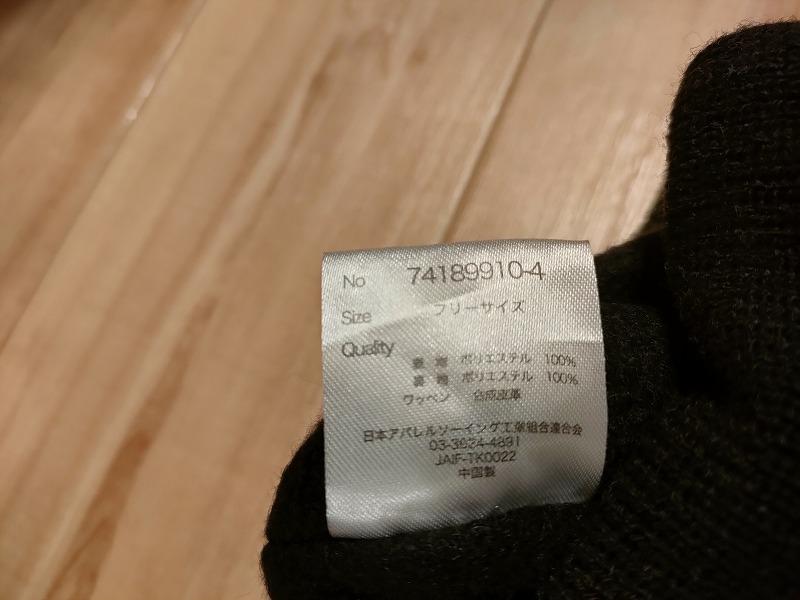 No 74189910-4
Size フリーサイズ
Quality
表地 ポリエステル 100%
裏地 ポリエステル 100%
ワッペン 合成皮革
日本アパレルソーイング工業組合連合会
03-3624-4891
JAIF-TK0022
中国製